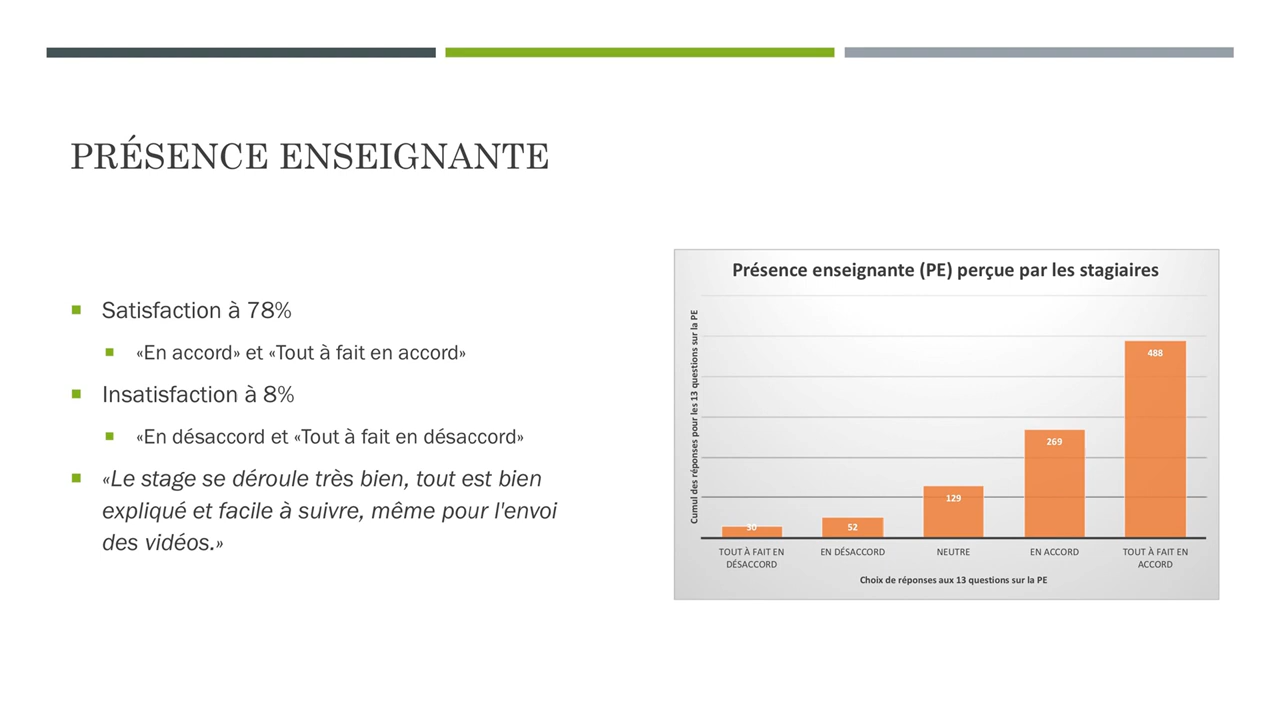 PRÉSENCE ENSEIGNANTE
Satisfaction à 78%
«En accord» et «Tout à fait en accord»
Insatisfaction à 8%
«En désaccord et «Tout à fait en désaccord»
«Le stage se déroule très bien, tout est bien
expliqué et facile à suivre, même pour l'envoi
des vidéos.»
Présence enseignante (PE) perçue par les stagiaires
Cumul des réponses pour les 13 questions sur la PE
30
52
129
269
488
TOUT À FAIT EN
DÉSACCORD
EN DÉSACCORD
NEUTRE
EN ACCORD
TOUT À FAIT EN
ACCORD
Choix de réponses aux 13 questions sur la PE